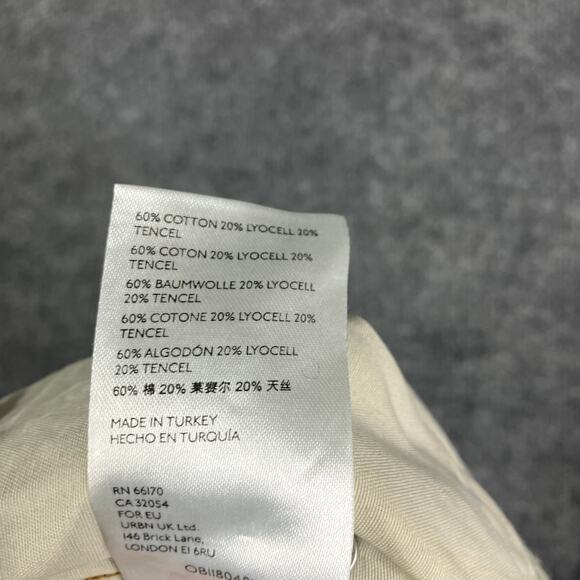 60% COTTON 20% LYOCELL 20%
TENCEL
60% COTON 20% LYOCELL 20%
TENCEL
60% BAUMWOLLE 20% LYOCELL
20% TENCEL
60% COTONE 20% LYOCELL 20%
TENCEL
60% ALGODÓN 20% LYOCELL
20% TENCEL
60% 棉 20% 莱赛尔 20% 天丝
MADE IN TURKEY
HECHO EN TURQUÍA
RN 66170
CA 32054
FOR EU
URBN UK Ltd.
146 Brick Lane,
LONDON E1 6RU